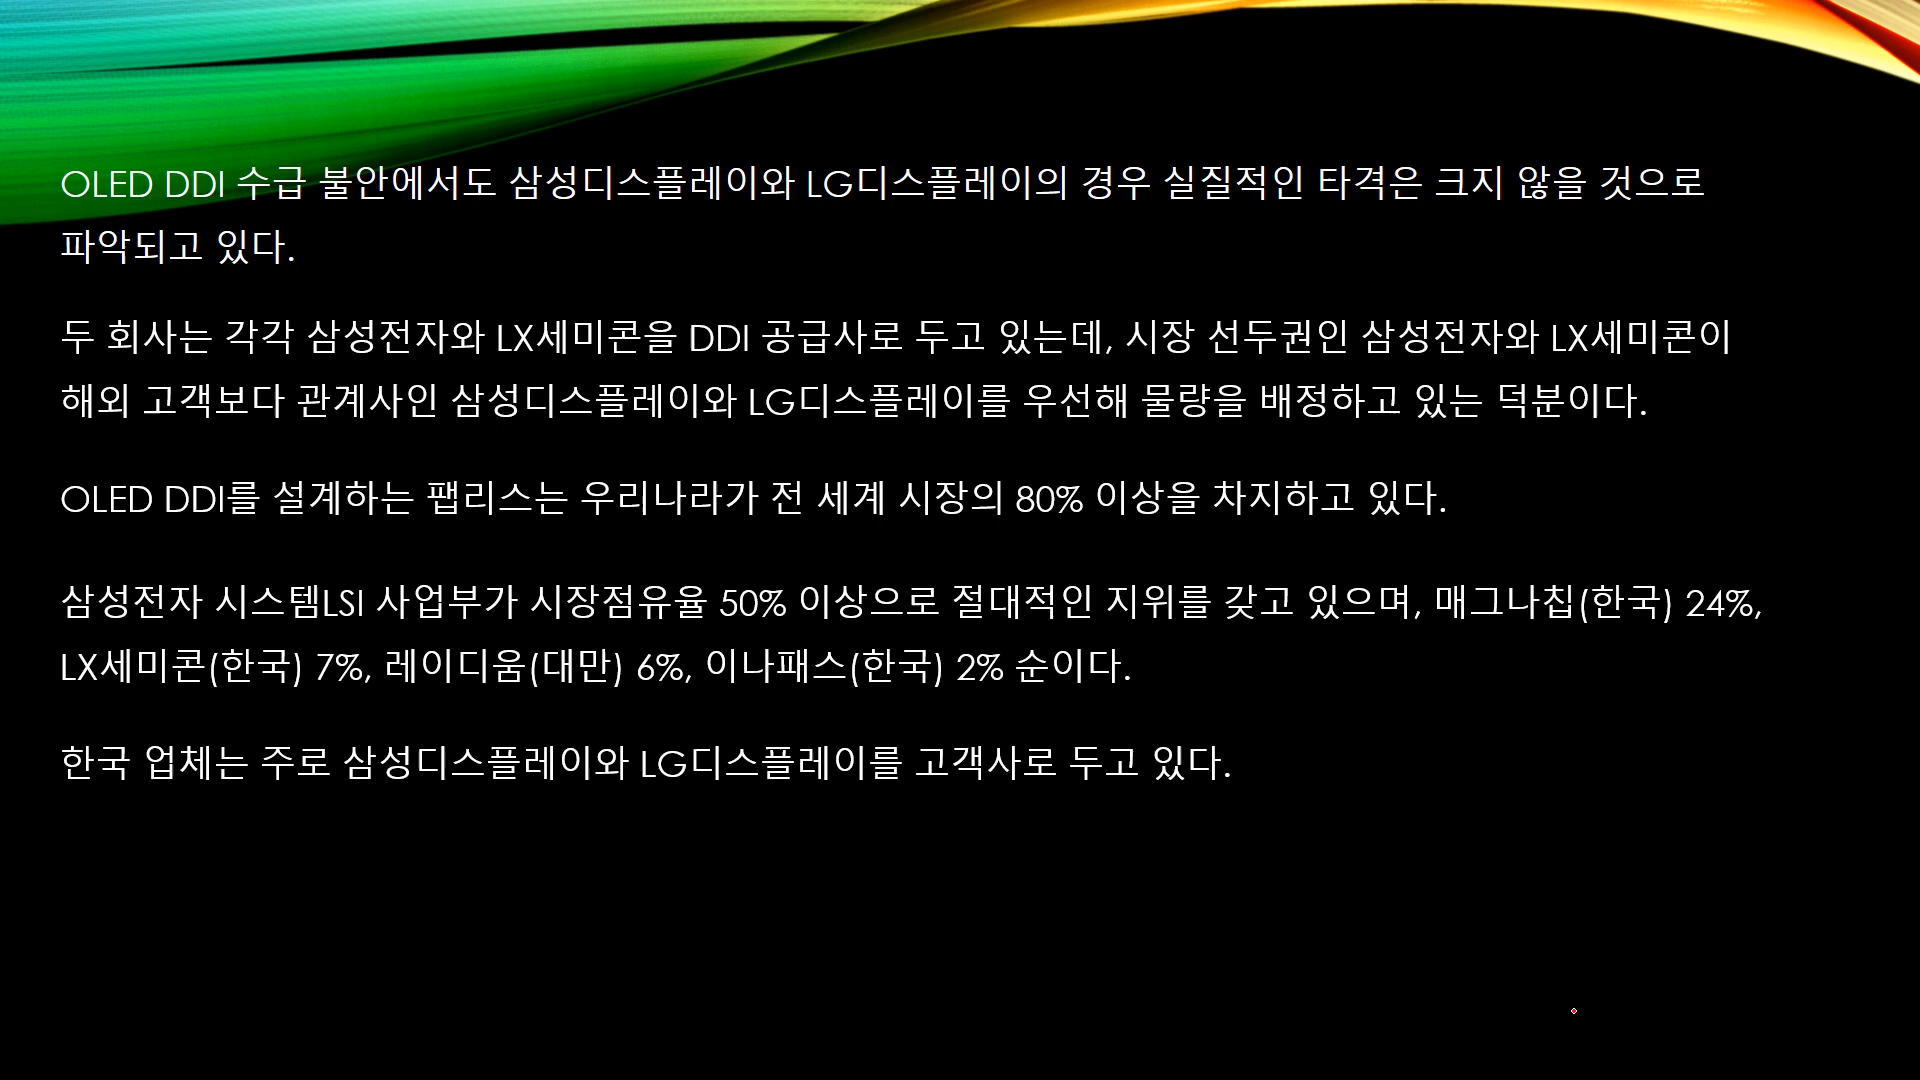 OLED DDI 수급 불안에서도 삼성디스플레이와 LG디스플레이의 경우 실질적인 타격은 크지 않을 것으로
파악되고 있다.
두 회사는 각각 삼성전자와 LX세미콘을 DDI 공급사로 두고 있는데, 시장 선두권인 삼성전자와 LX세미콘이
해외 고객보다 관계사인 삼성디스플레이와 LG디스플레이를 우선해 물량을 배정하고 있는 덕분이다.
OLED DDI를 설계하는 팹리스는 우리나라가 전 세계 시장의 80% 이상을 차지하고 있다.
삼성전자 시스템LSI 사업부가 시장점유율 50% 이상으로 절대적인 지위를 갖고 있으며, 매그나칩(한국) 24%,
LX세미콘(한국) 7%, 레이디움(대만) 6%, 이나패스(한국) 2% 순이다.
한국 업체는 주로 삼성디스플레이와 LG디스플레이를 고객사로 두고 있다.